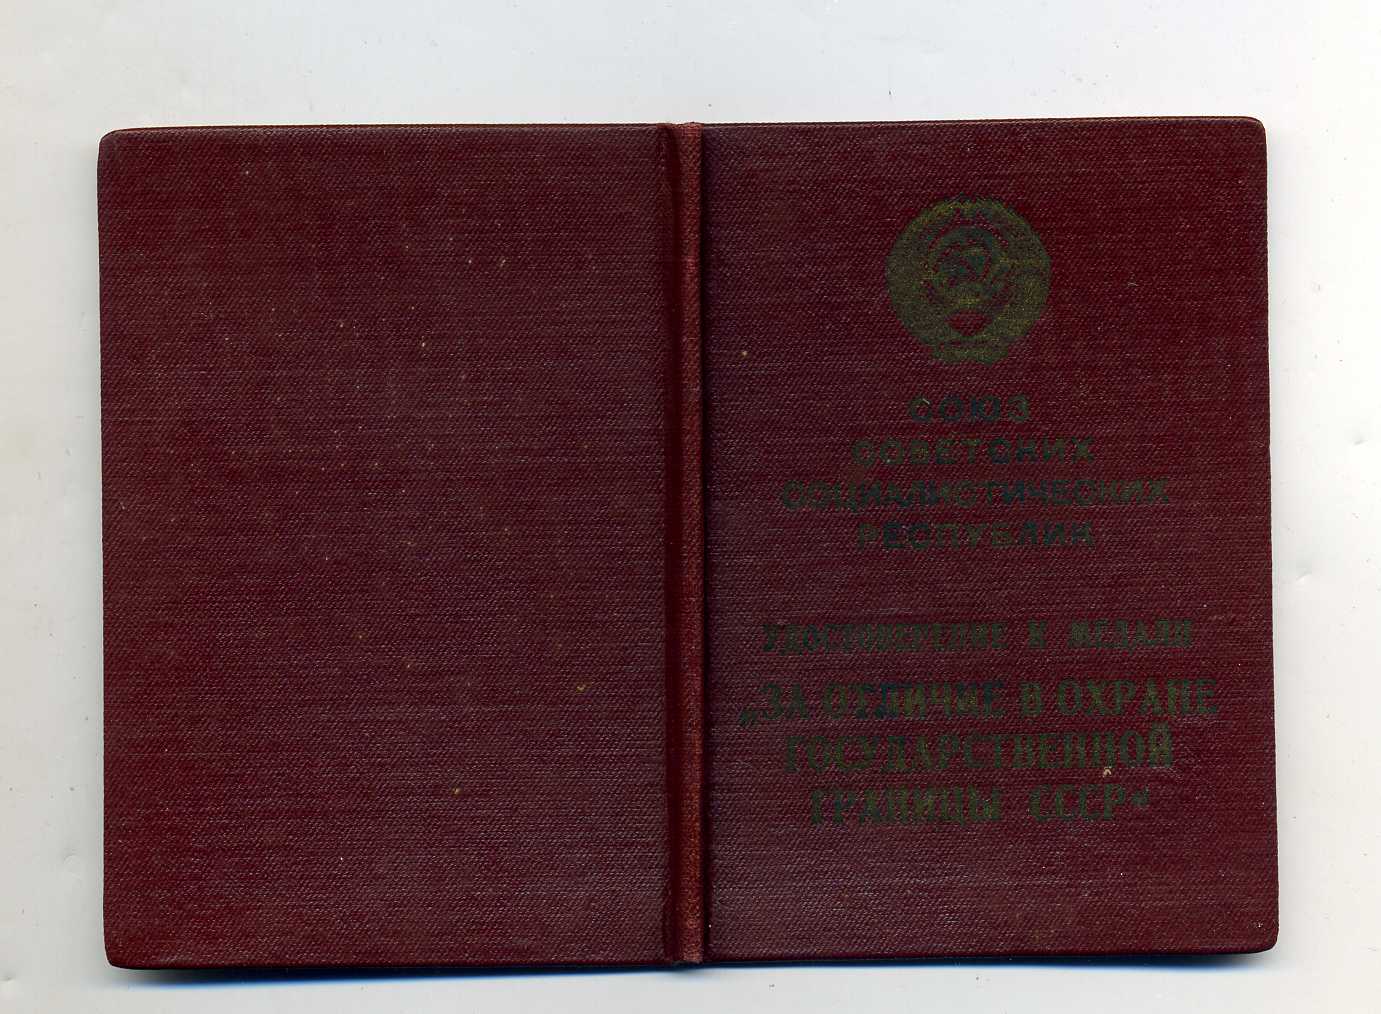 СОЮЗ
СОВЕТСКИХ
СОЦИАЛИСТИЧЕСКИХ
РЕСПУБЛИК
УДОСТОВЕРЕНИЕ К МЕДАЛИ
„ЗА ОТЛИЧИЕ В ОХРАНЕ
ГОСУДАРСТВЕННОЙ
ГРАНИЦЫ СССР“